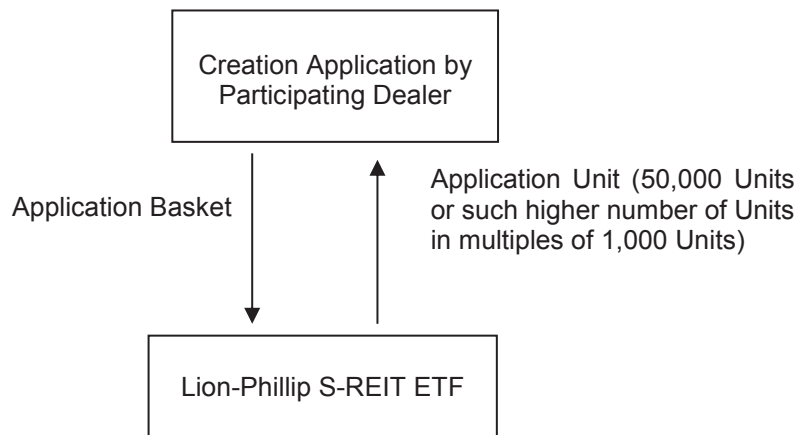 Creation Application by
Participating Dealer
Application Basket
Application Unit (50,000 Units
or such higher number of Units
in multiples of 1,000 Units)
Lion-Phillip S-REIT ETF